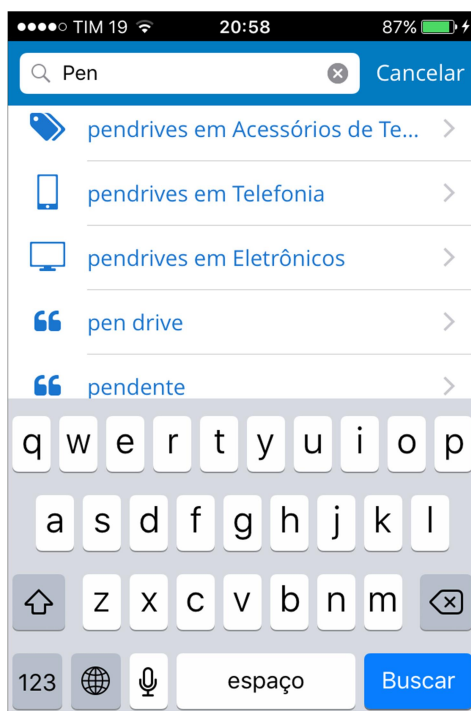 TIM 19 20:58 87%
Pen Cancelar
pendrives em Acessórios de Te...
pendrives em Telefonia
pendrives em Eletrônicos
pen drive
pendente
q w e r t y u i o p
a s d f g h j k l
z x c v b n m
123 espaço Buscar